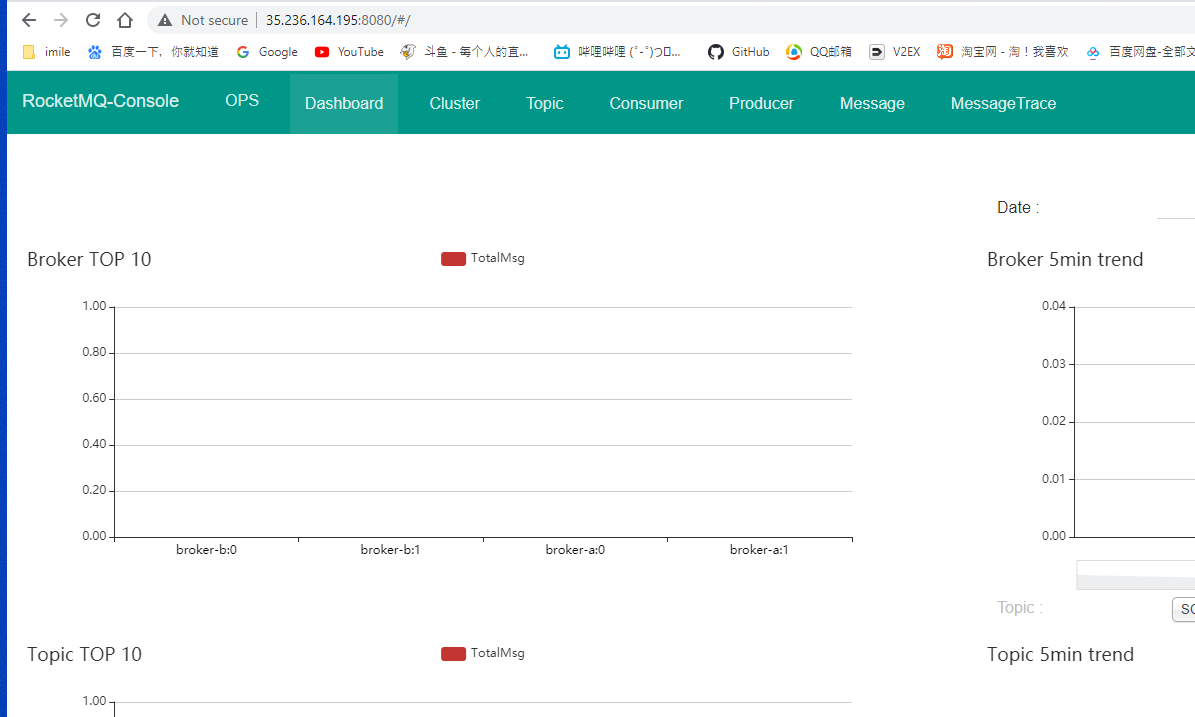 Not secure 35.236.164.195:8080/#/
imile 百度一下，你就知道 Google YouTube 斗鱼 - 每个人的直... 哔哩哔哩 (゜-゜)つロ... GitHub QQ邮箱 V2EX 淘宝网 - 淘！我喜欢 百度网盘-全部文
RocketMQ-Console OPS Dashboard Cluster Topic Consumer Producer Message MessageTrace
Date :
Broker TOP 10
TotalMsg
1.00
0.80
0.60
0.40
0.20
0.00
broker-b:0 broker-b:1 broker-a:0 broker-a:1
Broker 5min trend
0.04
0.03
0.02
0.01
0.00
Topic :
SC
Topic TOP 10
TotalMsg
1.00
Topic 5min trend